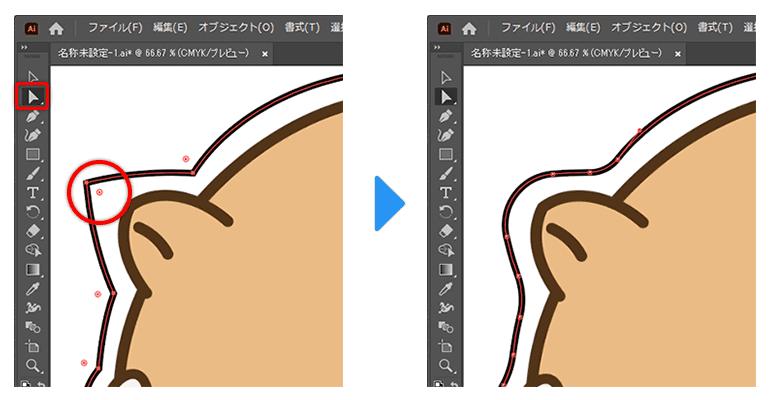 Ai ファイル(F) 編集(E) オブジェクト(O) 書式(T)
名称未設定-1.ai* @ 66.67 % (CMYK/プレビュー) ×
T
Ai ファイル(F) 編集(E) オブジェクト(O) 書式(T)
名称未設定-1.ai* @ 66.67 % (CMYK/プレビュー) ×
T